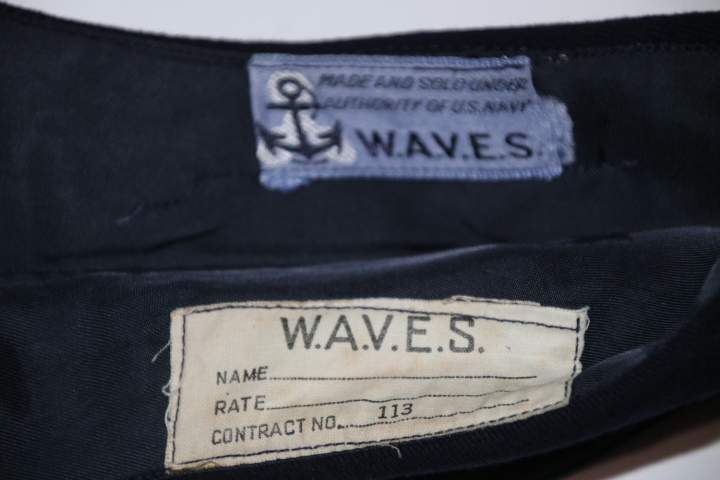 MADE AND SOLD UNDER
AUTHORITY OF U.S. NAVY
W.A.V.E.S.
W.A.V.E.S.
NAME
RATE
CONTRACT NO. 113